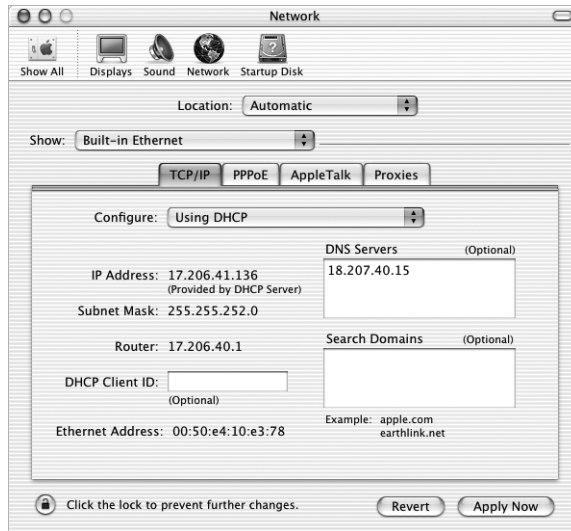 Network
Show All Displays Sound Network Startup Disk
Location: Automatic
Show: Built-in Ethernet
TCP/IP PPPoE AppleTalk Proxies
Configure: Using DHCP
DNS Servers (Optional)
18.207.40.15
IP Address: 17.206.41.136
(Provided by DHCP Server)
Subnet Mask: 255.255.252.0
Router: 17.206.40.1
Search Domains (Optional)
DHCP Client ID:
(Optional)
Example: apple.com
earthlink.net
Ethernet Address: 00:50:e4:10:e3:78
Click the lock to prevent further changes.
Revert Apply Now